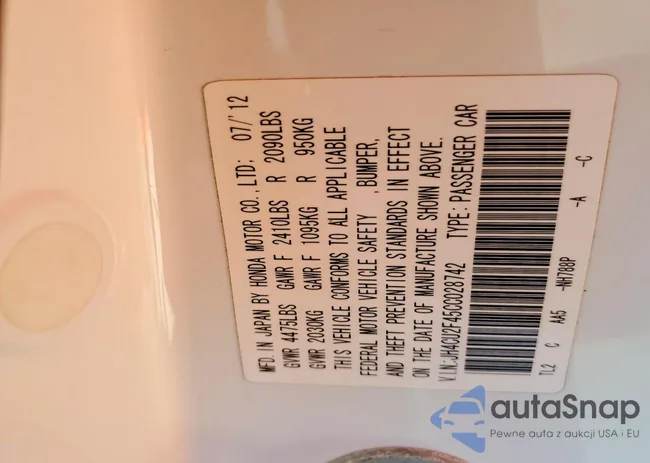 MFD. IN JAPAN BY HONDA MOTOR CO.,LTD; 07/'12
GVWR 4475LBS GAWR F 2410LBS R 2090LBS
GVWR 2030KG GAWR F 1095KG R 950KG
THIS VEHICLE CONFORMS TO ALL APPLICABLE
FEDERAL MOTOR VEHICLE SAFETY ,BUMPER,
AND THEFT PREVENTION STANDARDS IN EFFECT
ON THE DATE OF MANUFACTURE SHOWN ABOVE.
V.I.N:JH4CU2F45CC028742 TYPE: PASSENGER CAR
TL2 C AA5 -NH788P -A -C
autaSnap
Pewne auta z aukcji USA i EU